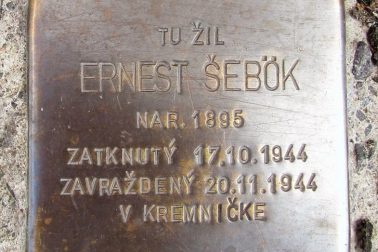 TU ŽIL
ERNEST ŠEBÖK
NAR. 1895
ZATKNUTÝ 17.10.1944
ZAVRAŽDENÝ 20.11.1944
V KREMNIČKE